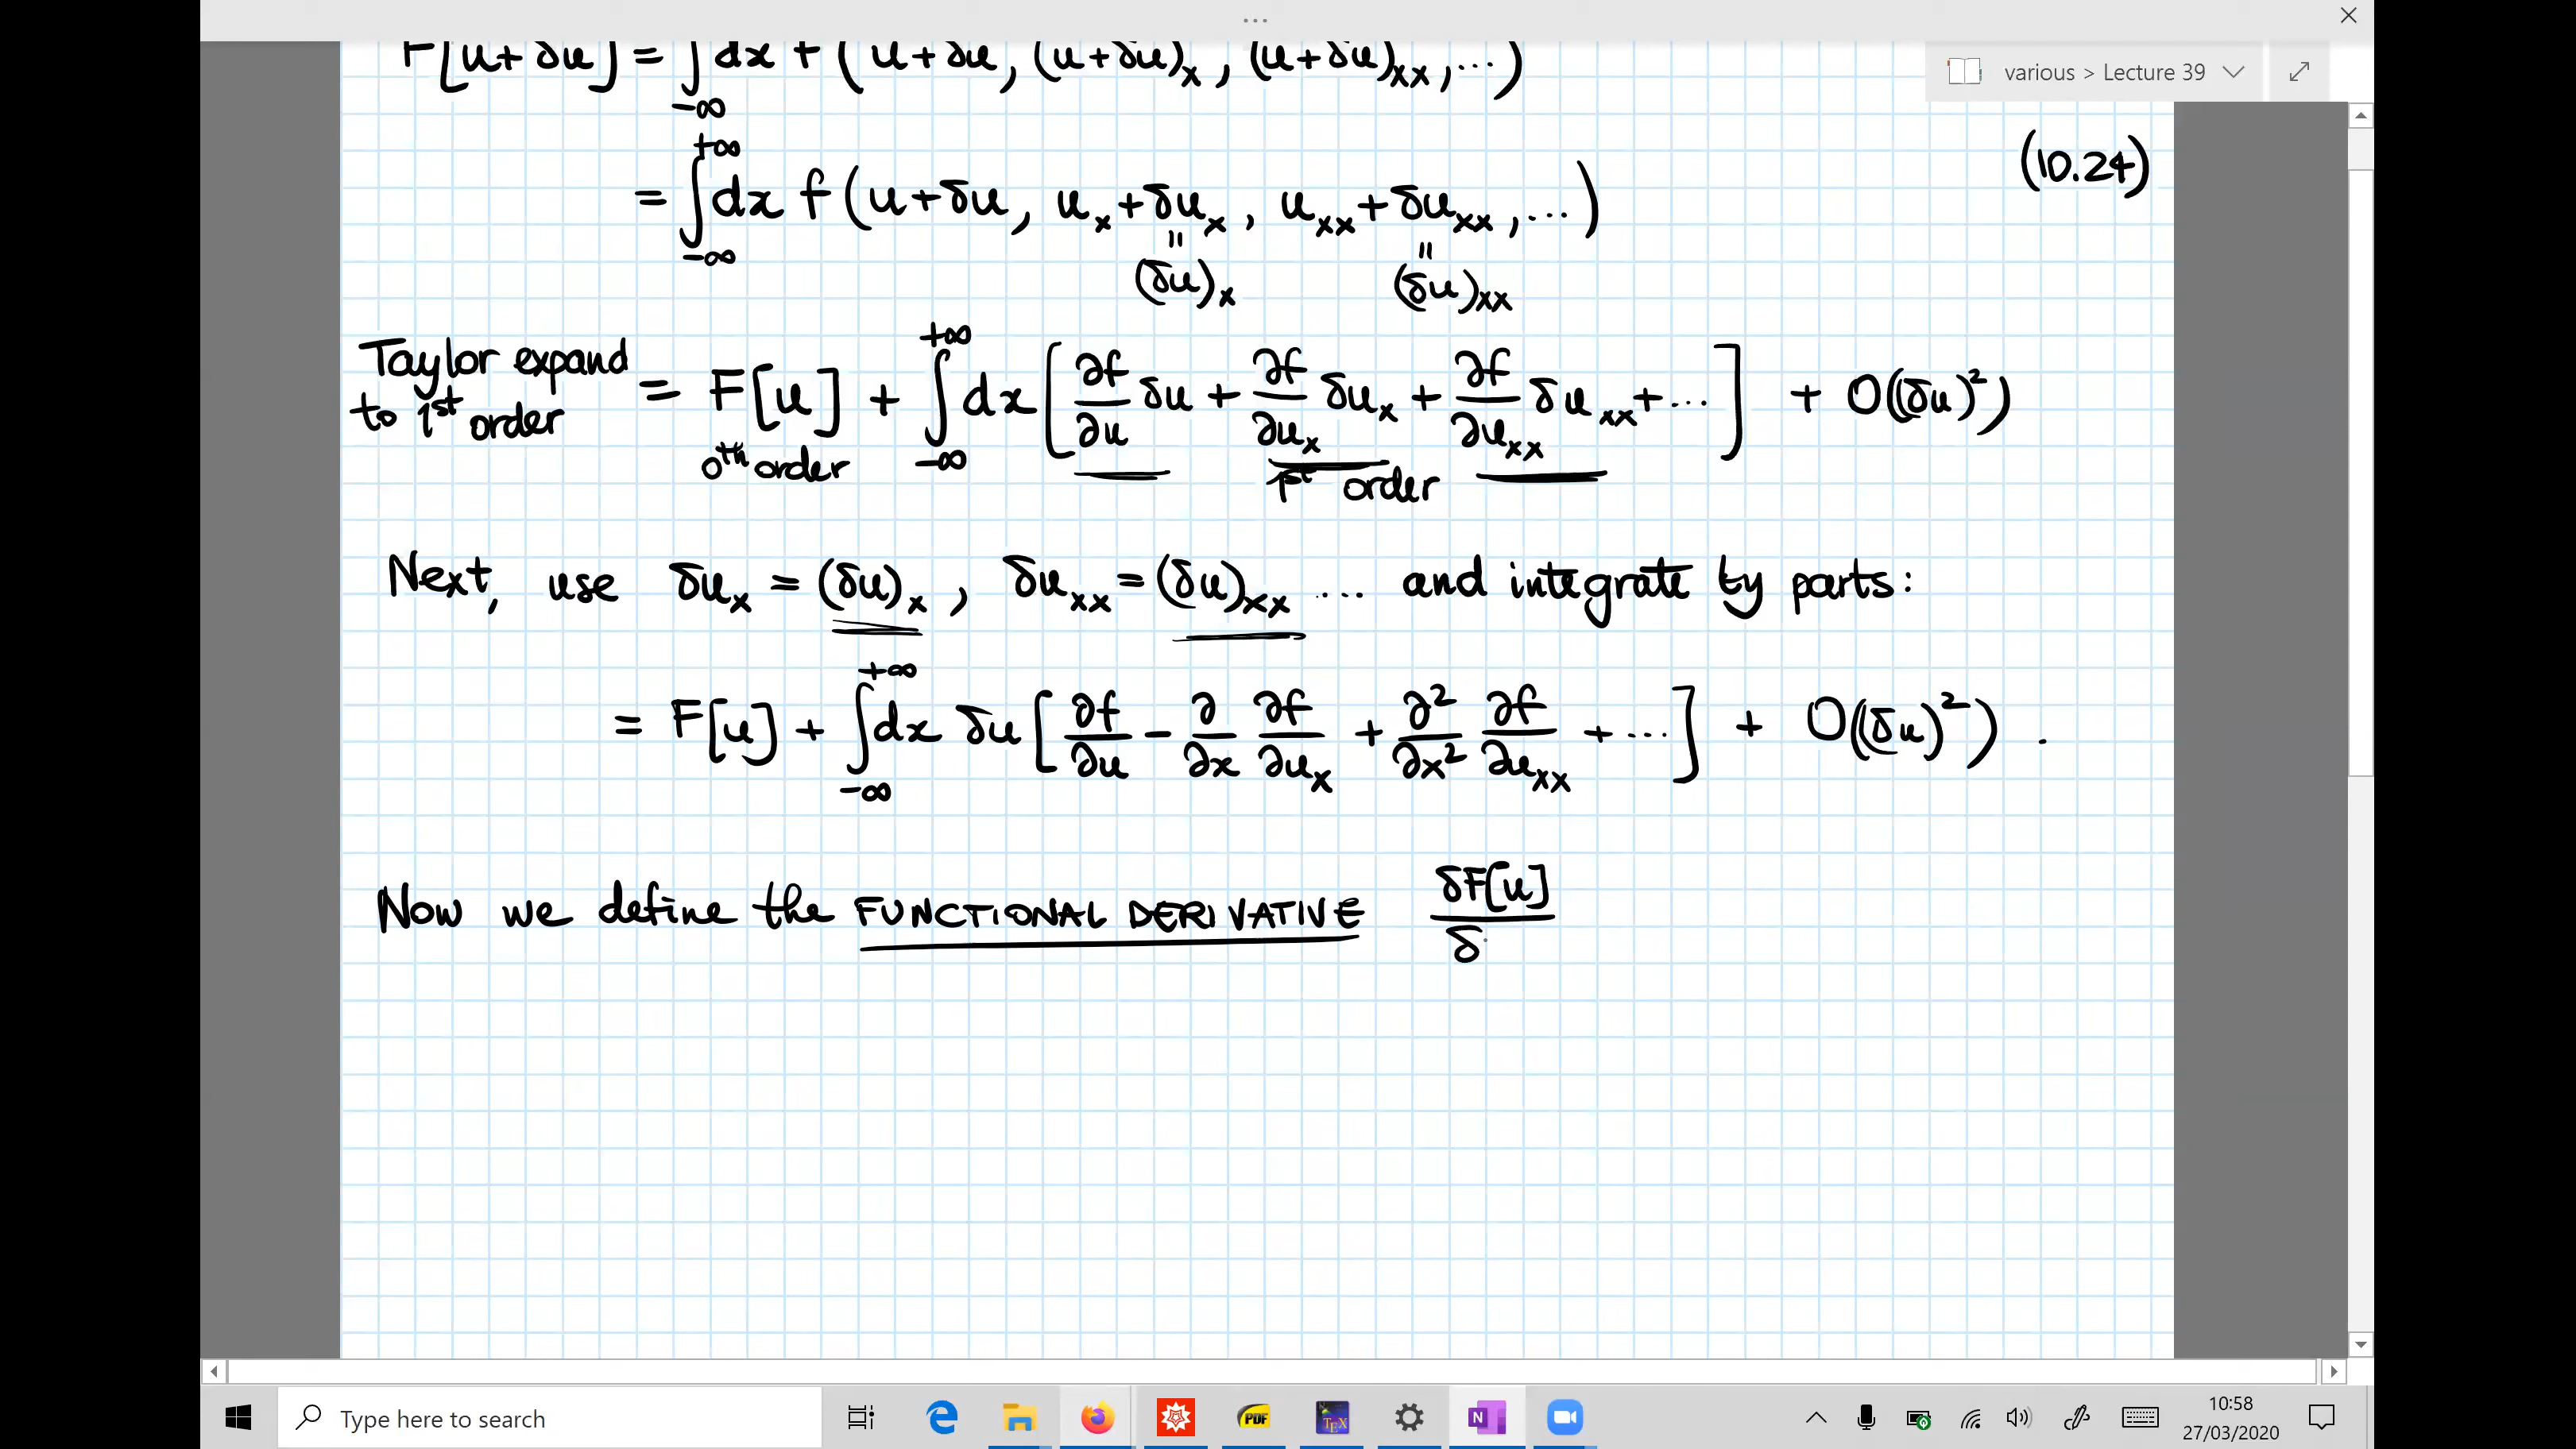 ...
F[u+δu] = ∫_{-∞} dx f(u+δu, (u+δu)_x, (u+δu)_xx, ...)
various > Lecture 39
= ∫_{-∞}^{+∞} dx f(u+δu, u_x+δu_x, u_xx+δu_xx, ...)
(10.24)
= (δu)_x = (δu)_xx
Taylor expand to 1st order = F[u] + ∫_{-∞}^{+∞} dx [∂f/∂u δu + ∂f/∂u_x δu_x + ∂f/∂u_xx δu_xx + ...] + O((δu)²)
0th order 1st order
Next, use δu_x = (δu)_x, δu_xx = (δu)_xx ... and integrate by parts:
= F[u] + ∫_{-∞}^{+∞} dx δu [∂f/∂u - ∂/∂x ∂f/∂u_x + ∂²/∂x² ∂f/∂u_xx + ...] + O((δu)²).
Now we define the FUNCTIONAL DERIVATIVE δF[u]/δ
Type here to search
PDF
TEX
N
10:58
27/03/2020